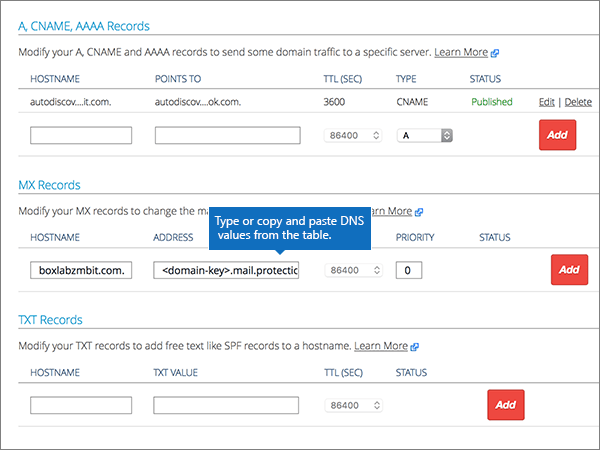 A, CNAME, AAAA Records
Modify your A, CNAME and AAAA records to send some domain traffic to a specific server. Learn More
HOSTNAME POINTS TO TTL (SEC) TYPE STATUS
autodiscov....it.com. autodiscov....ok.com. 3600 CNAME Published Edit | Delete
86400 A Add
MX Records
Modify your MX records to change the ma Learn More
Type or copy and paste DNS
values from the table.
HOSTNAME ADDRESS PRIORITY STATUS
boxlabzmbit.com. <domain-key>.mail.protectic 86400 0 Add
TXT Records
Modify your TXT records to add free text like SPF records to a hostname. Learn More
HOSTNAME TXT VALUE TTL (SEC) STATUS
86400 Add